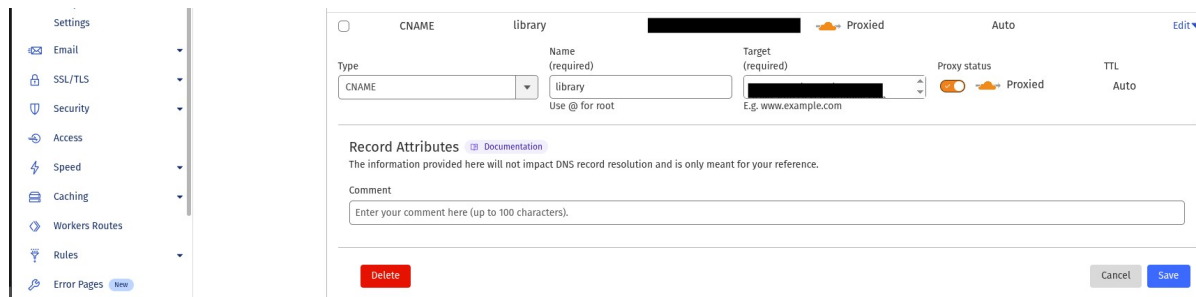 Settings
Email
SSL/TLS
Security
Access
Speed
Caching
Workers Routes
Rules
Error Pages New
CNAME library Proxied Auto Edit
Type
CNAME
Name
(required)
library
Use @ for root
Target
(required)
E.g. www.example.com
Proxy status
Proxied
TTL
Auto
Record Attributes Documentation
The information provided here will not impact DNS record resolution and is only meant for your reference.
Comment
Enter your comment here (up to 100 characters).
Delete
Cancel
Save